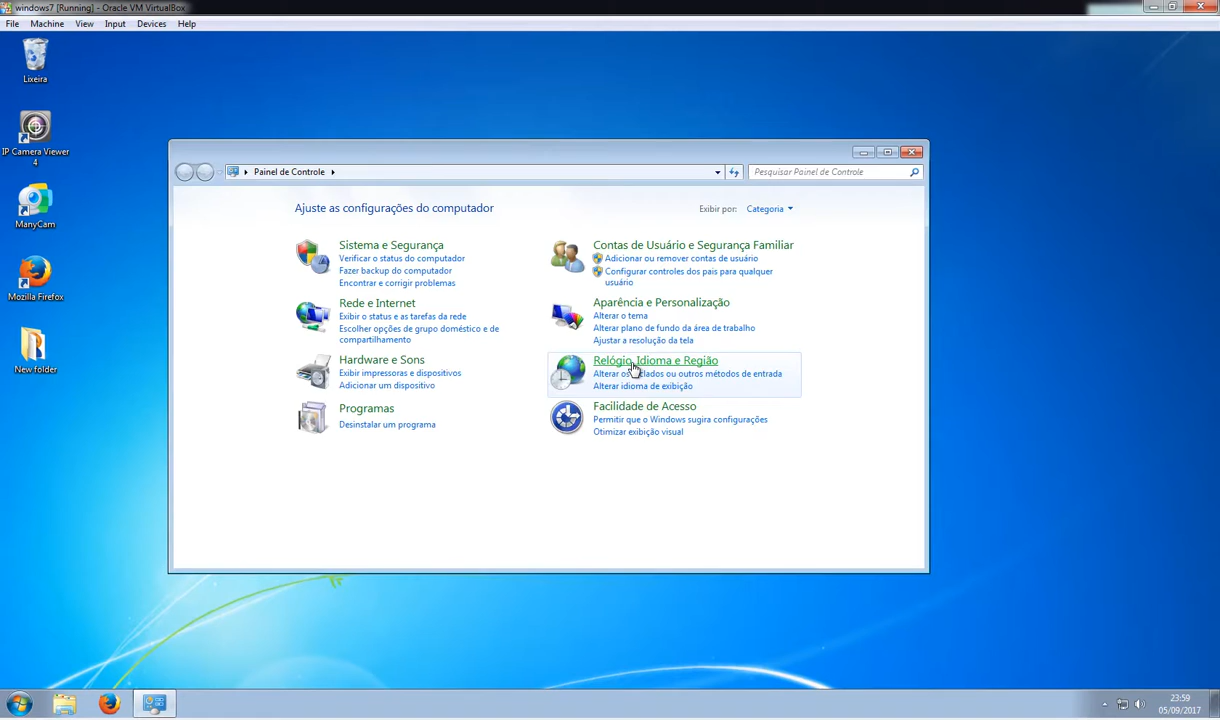 windows7 [Running] - Oracle VM VirtualBox
File Machine View Input Devices Help
Lixeira
IP Camera Viewer
4
ManyCam
Mozilla Firefox
New folder
Painel de Controle
Pesquisar Painel de Controle
Ajuste as configurações do computador
Exibir por: Categoria
Sistema e Segurança
Verificar o status do computador
Fazer backup do computador
Encontrar e corrigir problemas
Rede e Internet
Exibir o status e as tarefas da rede
Escolher opções de grupo doméstico e de
compartilhamento
Hardware e Sons
Exibir impressoras e dispositivos
Adicionar um dispositivo
Programas
Desinstalar um programa
Contas de Usuário e Segurança Familiar
Adicionar ou remover contas de usuário
Configurar controles dos pais para qualquer
usuário
Aparência e Personalização
Alterar o tema
Alterar plano de fundo da área de trabalho
Ajustar a resolução da tela
Relógio, Idioma e Região
Alterar os teclados ou outros métodos de entrada
Alterar idioma de exibição
Facilidade de Acesso
Permitir que o Windows sugira configurações
Otimizar exibição visual
23:59
05/09/2017